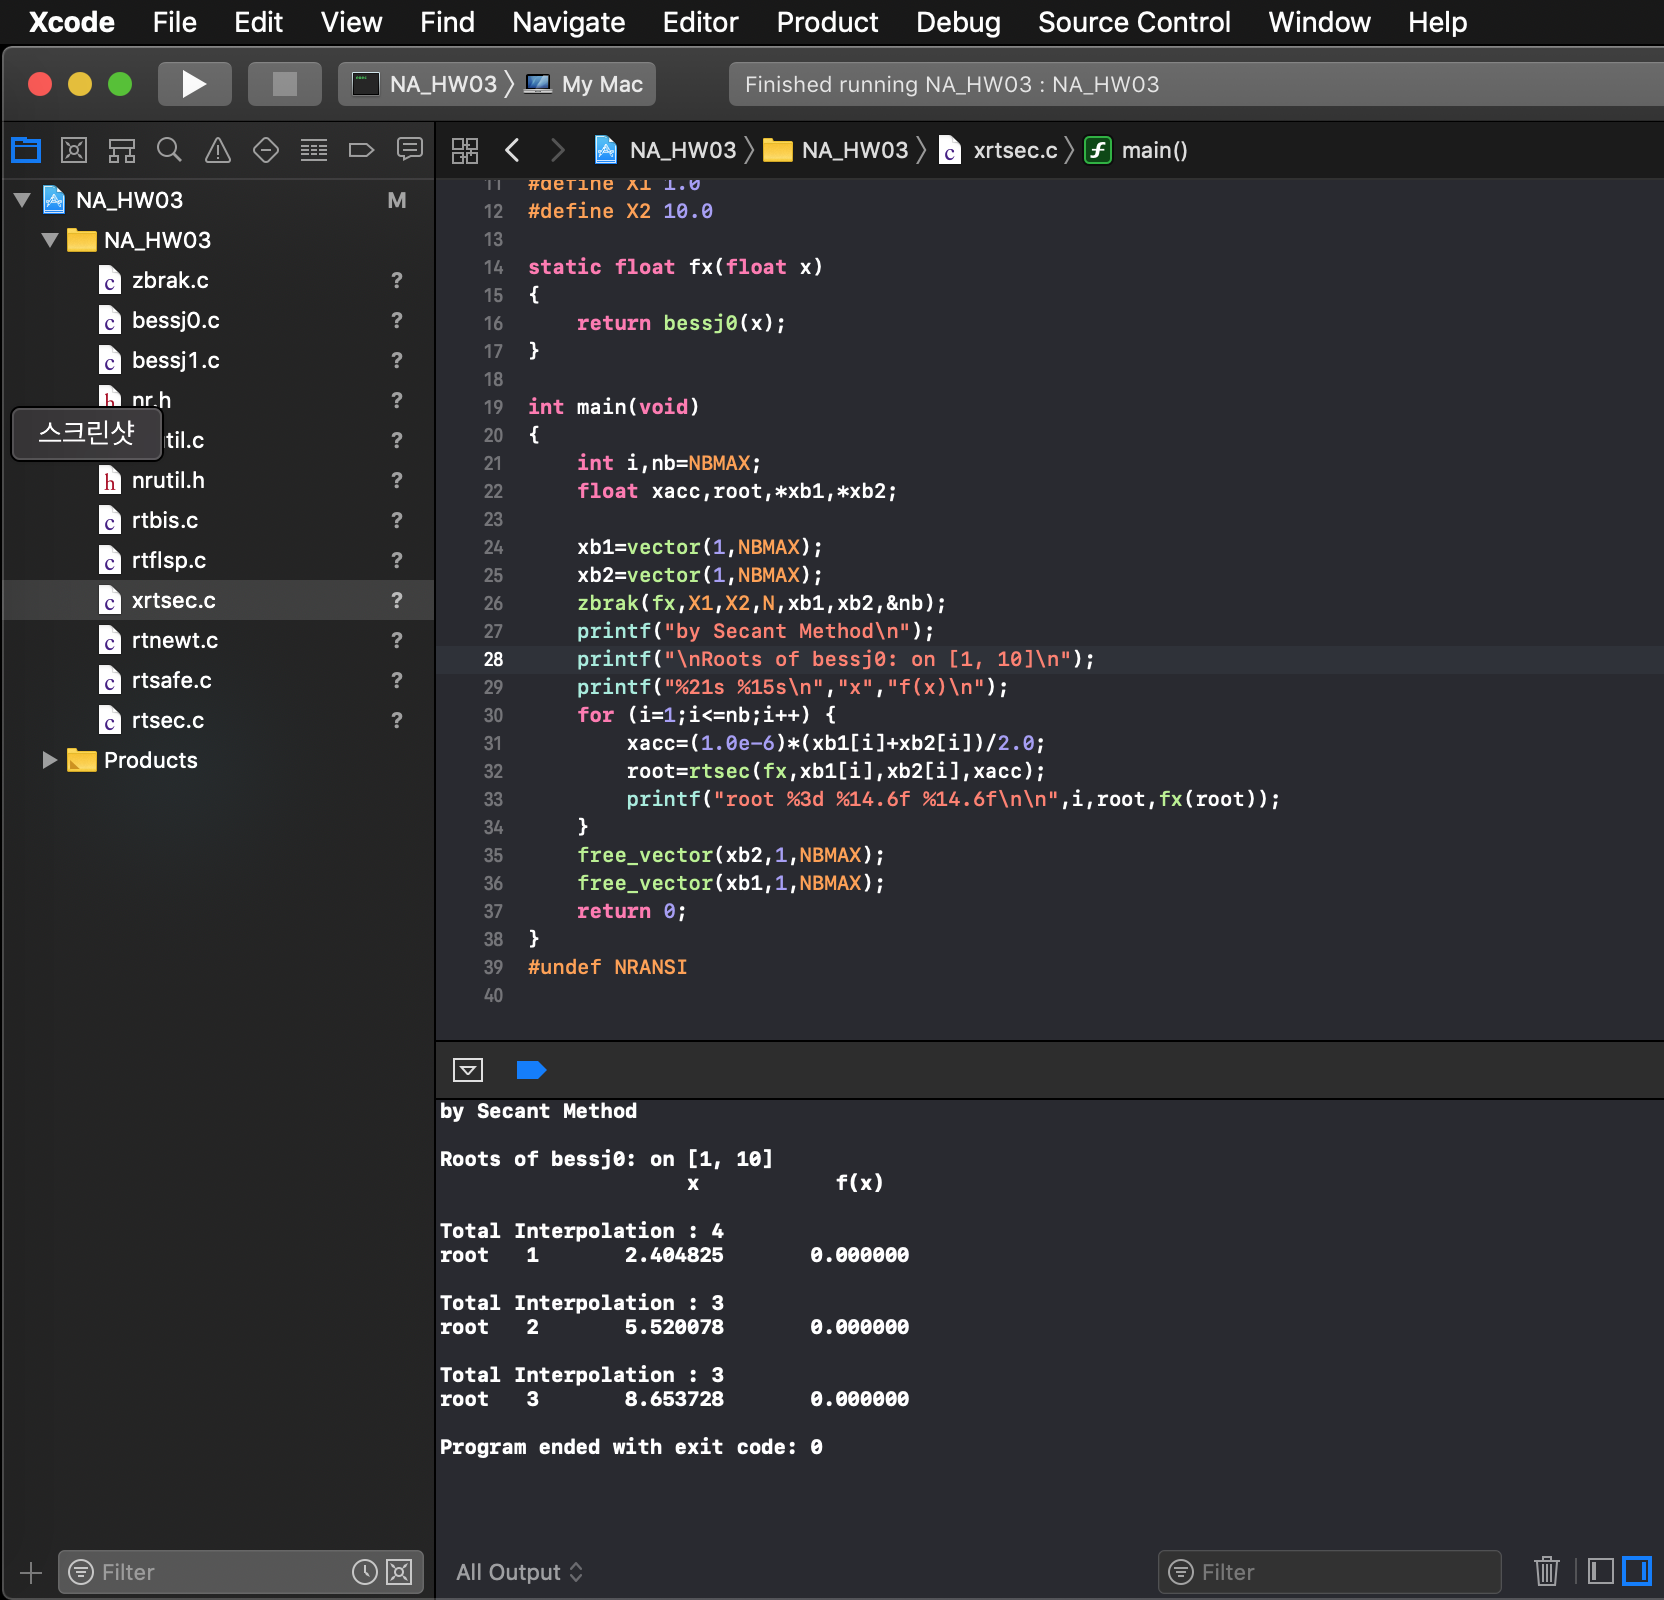 Xcode File Edit View Find Navigate Editor Product Debug Source Control Window Help
NA_HW03 My Mac Finished running NA_HW03 : NA_HW03
NA_HW03 NA_HW03 xrtsec.c main()
NA_HW03 M
NA_HW03
zbrak.c ?
bessj0.c ?
bessj1.c ?
nr.h ?
스크린샷 til.c ?
nrutil.h ?
rtbis.c ?
rtflsp.c ?
xrtsec.c ?
rtnewt.c ?
rtsafe.c ?
rtsec.c ?
Products
Filter
11 #define X1 1.0
12 #define X2 10.0
13
14 static float fx(float x)
15 {
16     return bessj0(x);
17 }
18
19 int main(void)
20 {
21     int i,nb=NBMAX;
22     float xacc,root,*xb1,*xb2;
23
24     xb1=vector(1,NBMAX);
25     xb2=vector(1,NBMAX);
26     zbrak(fx,X1,X2,N,xb1,xb2,&nb);
27     printf("by Secant Method\n");
28     printf("\nRoots of bessj0: on [1, 10]\n");
29     printf("%21s %15s\n","x","f(x)\n");
30     for (i=1;i<=nb;i++) {
31         xacc=(1.0e-6)*(xb1[i]+xb2[i])/2.0;
32         root=rtsec(fx,xb1[i],xb2[i],xacc);
33         printf("root %3d %14.6f %14.6f\n\n",i,root,fx(root));
34     }
35     free_vector(xb2,1,NBMAX);
36     free_vector(xb1,1,NBMAX);
37     return 0;
38 }
39 #undef NRANSI
40
by Secant Method
Roots of bessj0: on [1, 10]
x f(x)
Total Interpolation : 4
root 1 2.404825 0.000000
Total Interpolation : 3
root 2 5.520078 0.000000
Total Interpolation : 3
root 3 8.653728 0.000000
Program ended with exit code: 0
All Output Filter